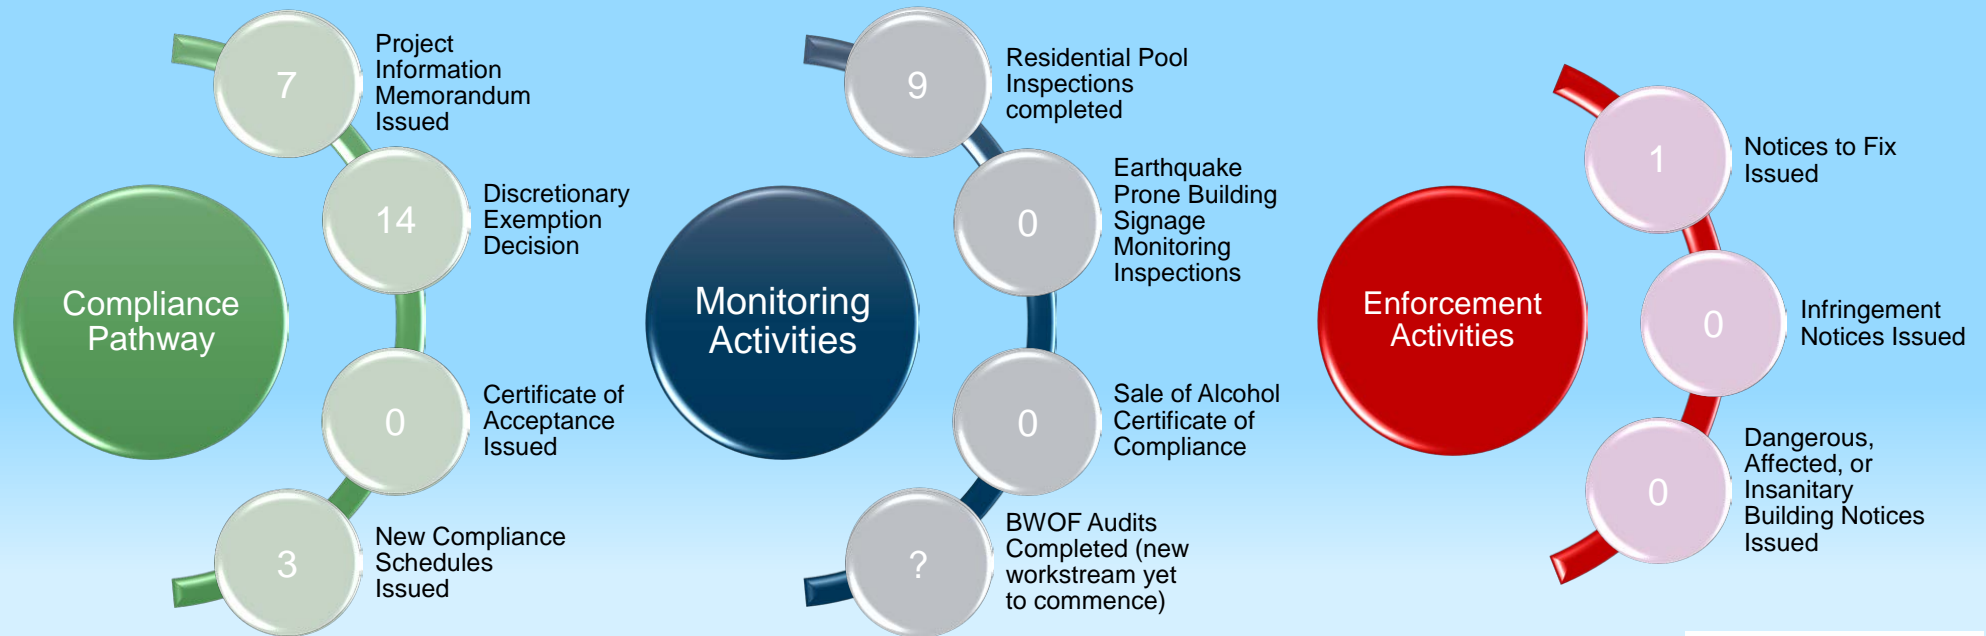 Compliance
Pathway
7
Project
Information
Memorandum
Issued
14
Discretionary
Exemption
Decision
0
Certificate of
Acceptance
Issued
3
New Compliance
Schedules
Issued
Monitoring
Activities
9
Residential Pool
Inspections
completed
0
Earthquake
Prone Building
Signage
Monitoring
Inspections
0
Sale of Alcohol
Certificate of
Compliance
?
BWOF Audits
Completed (new
workstream yet
to commence)
Enforcement
Activities
1
Notices to Fix
Issued
0
Infringement
Notices Issued
0
Dangerous,
Affected, or
Insanitary
Building Notices
Issued